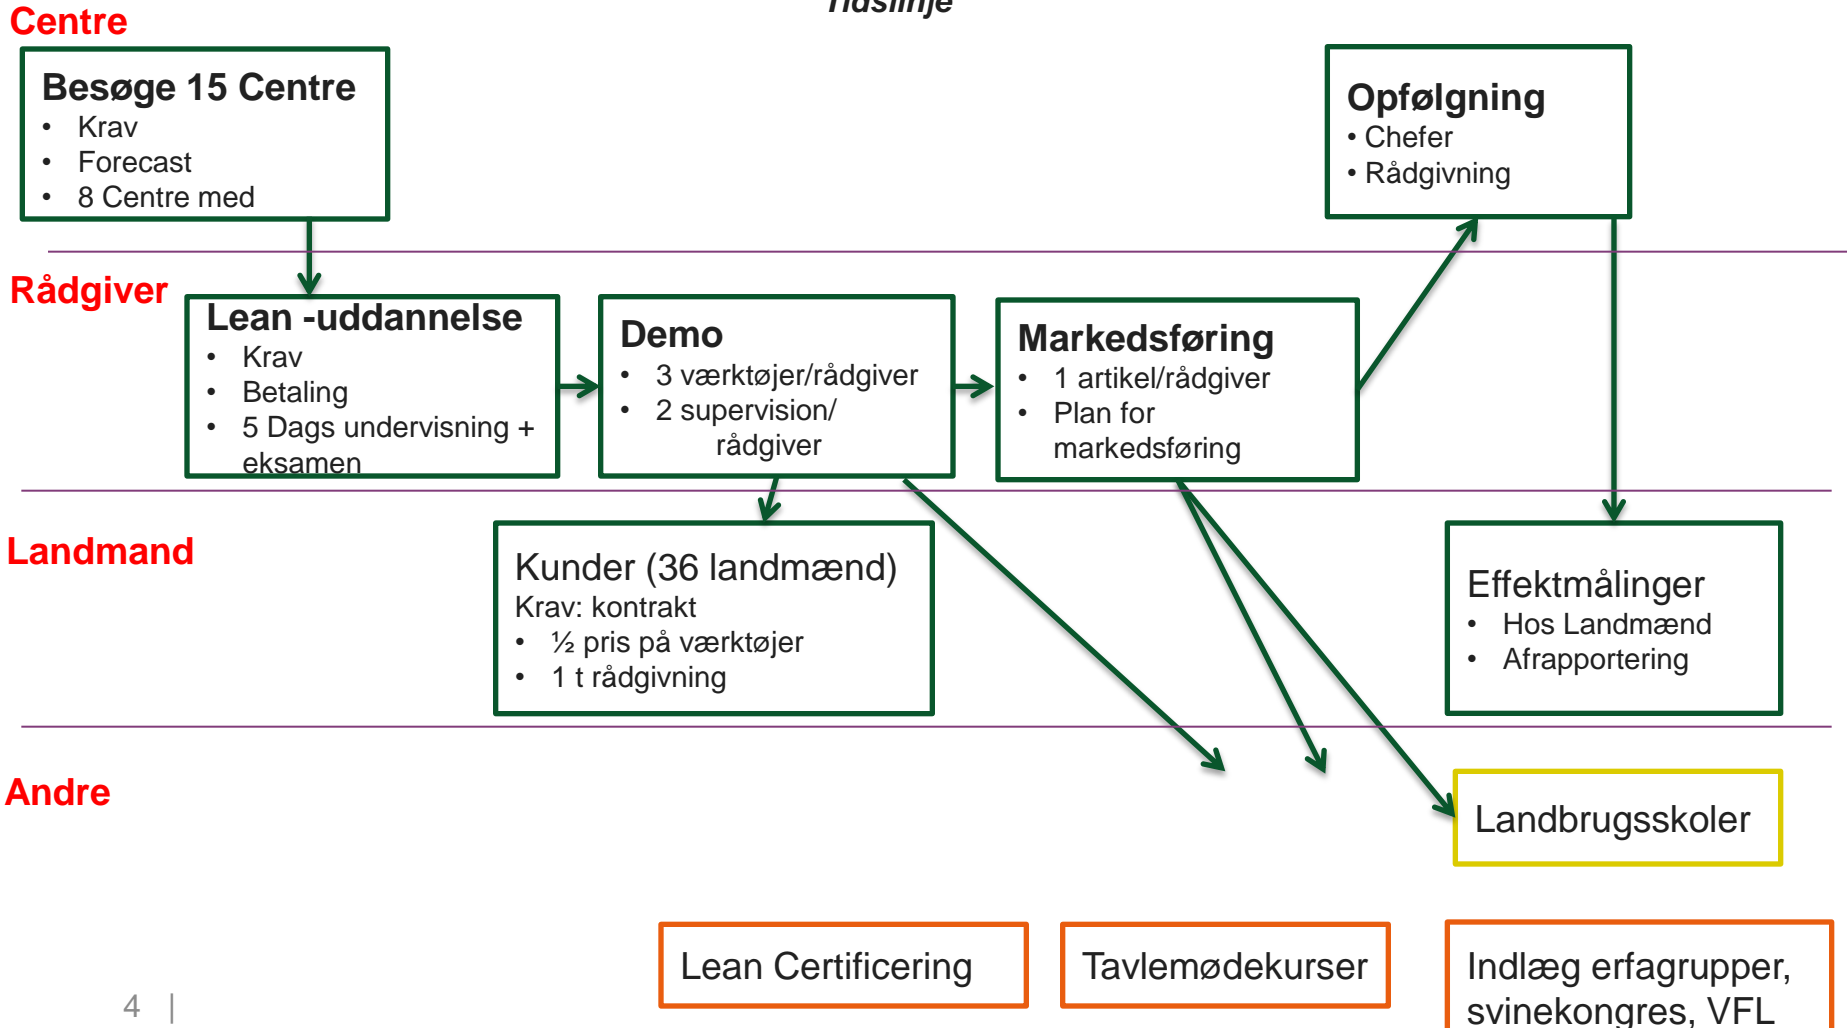 Tidslinje
Centre
Besøge 15 Centre
• Krav
• Forecast
• 8 Centre med
Opfølgning
• Chefer
• Rådgivning
Rådgiver
Lean -uddannelse
• Krav
• Betaling
• 5 Dags undervisning +
eksamen
Demo
• 3 værktøjer/rådgiver
• 2 supervision/
rådgiver
Markedsføring
• 1 artikel/rådgiver
• Plan for
markedsføring
Landmand
Kunder (36 landmænd)
Krav: kontrakt
• ½ pris på værktøjer
• 1 t rådgivning
Effektmålinger
• Hos Landmænd
• Afrapportering
Andre
Landbrugsskoler
Lean Certificering
Tavlemødekurser
Indlæg erfagrupper,
svinekongres, VFL
4 |